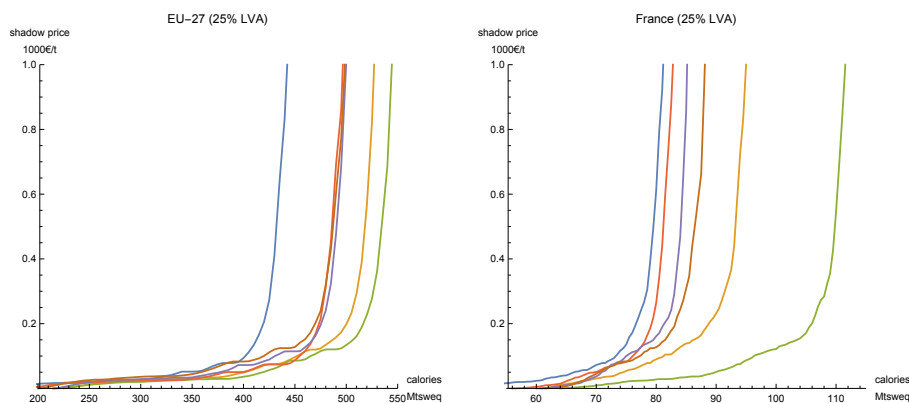 EU−27 (25% LVA)
shadow price
1000€/t
1.0
0.8
0.6
0.4
0.2
200 250 300 350 400 450 500 550
calories
Mtsweq
France (25% LVA)
shadow price
1000€/t
1.0
0.8
0.6
0.4
0.2
60 70 80 90 100 110
calories
Mtsweq